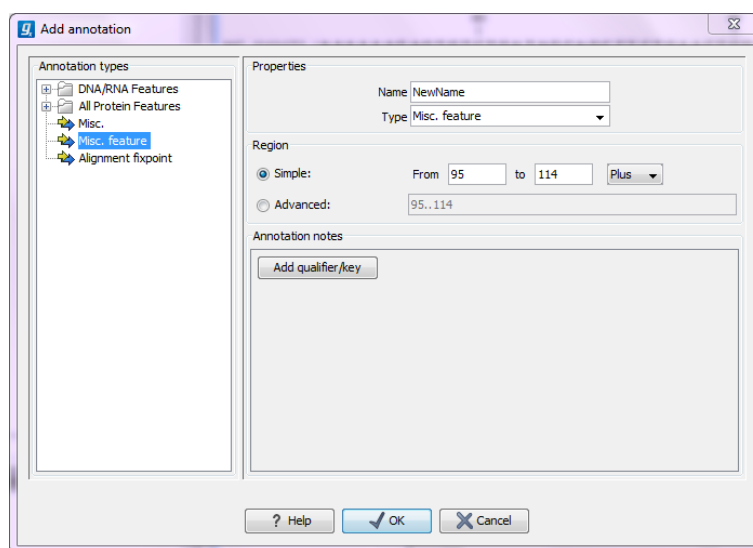 Add annotation
Annotation types
DNA/RNA Features
All Protein Features
Misc.
Misc. feature
Alignment fixpoint
Properties
Name NewName
Type Misc. feature
Region
Simple: From 95 to 114 Plus
Advanced: 95..114
Annotation notes
Add qualifier/key
? Help OK Cancel